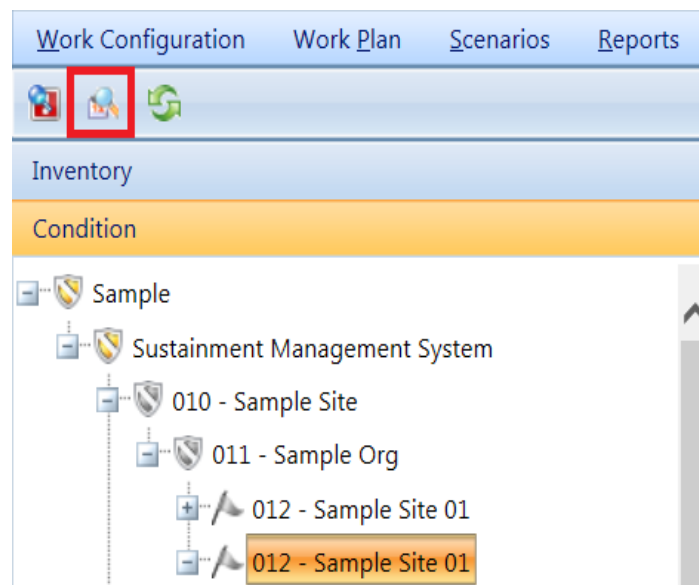 Work Configuration Work Plan Scenarios Reports
Inventory
Condition
Sample
Sustainment Management System
010 - Sample Site
011 - Sample Org
012 - Sample Site 01
012 - Sample Site 01